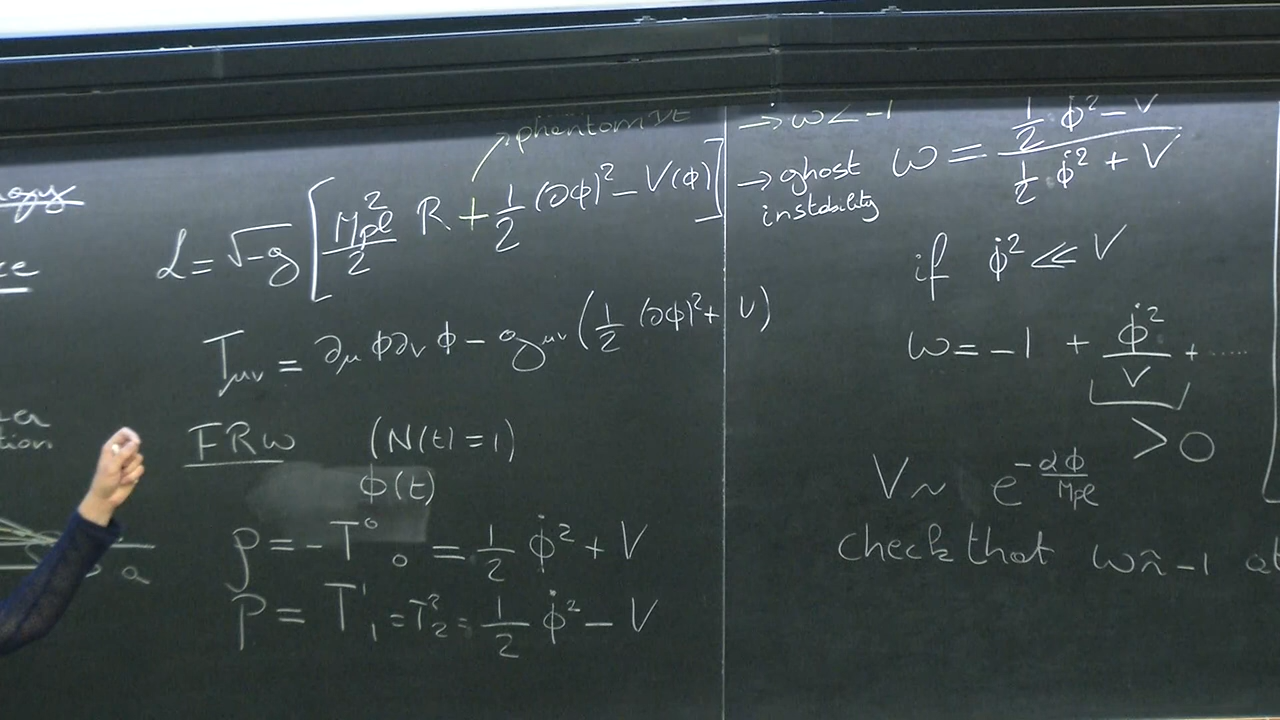 phantom DE
L = √-g [ M_pl²/2 R + 1/2 (∂φ)² - V(φ) ]
T_μν = ∂_μ φ ∂_ν φ - g_μν ( 1/2 (∂φ)² + V )
FRW (N(t) = 1)
φ(t)
ρ = -T⁰₀ = 1/2 φ̇² + V
P = T¹₁ = T²₂ = 1/2 φ̇² - V
→ ω < -1
→ ghost
instability
ω = (1/2 φ̇² - V)/(1/2 φ̇² + V)
if φ̇² ≪ V
ω = -1 + φ̇²/V + .....
> 0
V ~ e^(-αφ/Mpl)
check that ω ≈ -1
a